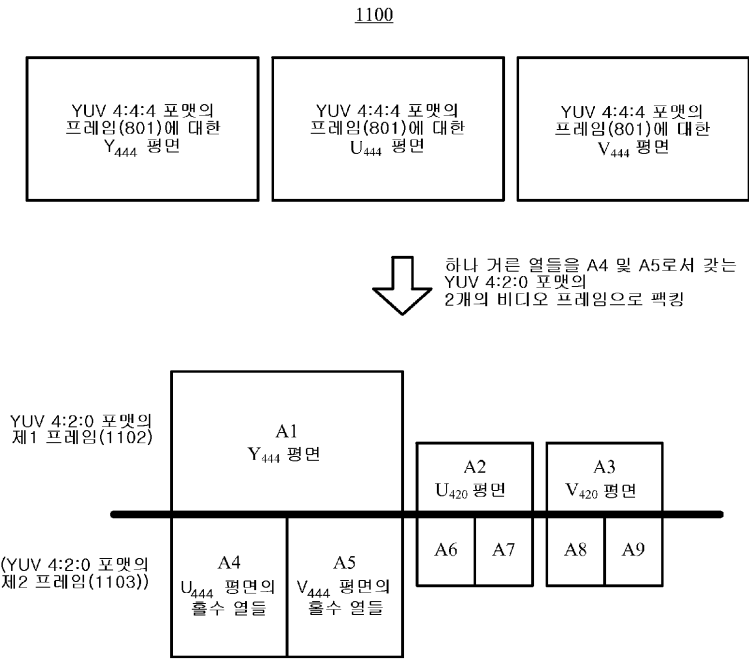 1100
YUV 4:4:4 포맷의
프레임(801)에 대한
Y444 평면
YUV 4:4:4 포맷의
프레임(801)에 대한
U444 평면
YUV 4:4:4 포맷의
프레임(801)에 대한
V444 평면
하나 거른 열들을 A4 및 A5로서 갖는
YUV 4:2:0 포맷의
2개의 비디오 프레임으로 팩킹
YUV 4:2:0 포맷의
제1 프레임(1102)
A1
Y444 평면
A2
U420 평면
A3
V420 평면
(YUV 4:2:0 포맷의
제2 프레임(1103))
A4
U444 평면의
홀수 열들
A5
V444 평면의
홀수 열들
A6
A7
A8
A9